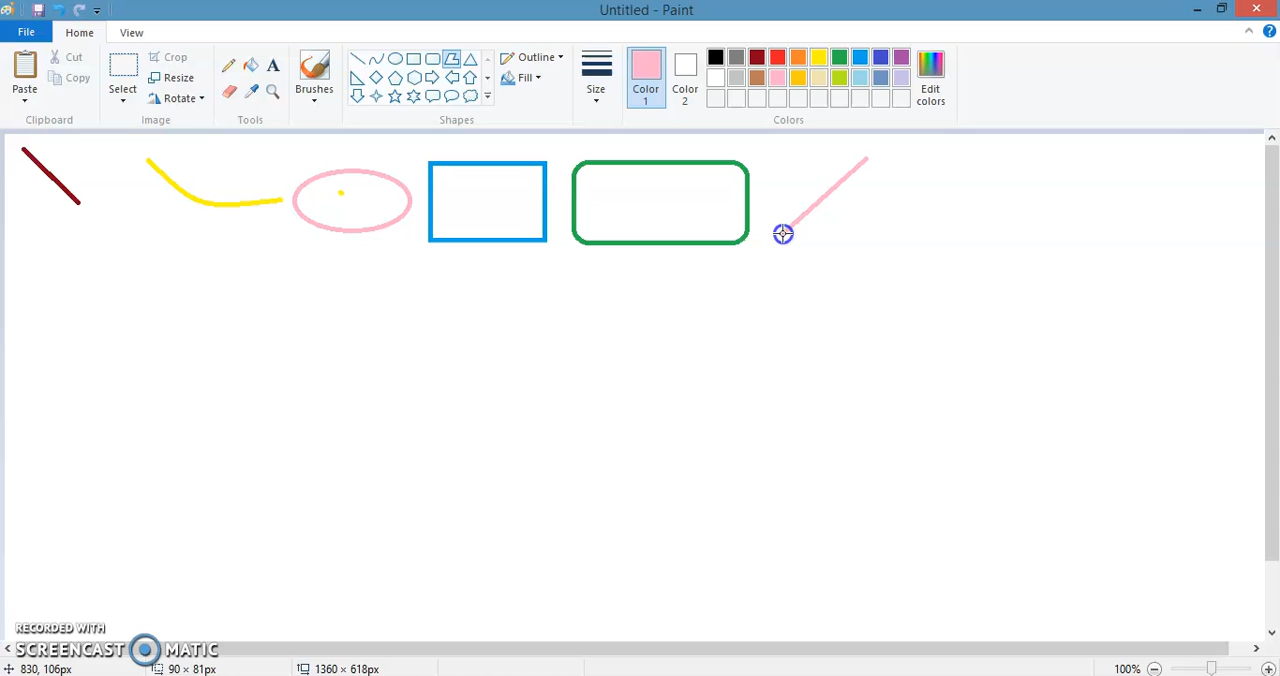 Untitled - Paint
File Home View
Paste Cut Copy
Select Crop Resize Rotate
A
Brushes
Outline Fill
Size
Color 1 Color 2
Edit colors
Clipboard Image Tools Shapes Colors
RECORDED WITH
SCREENCAST MATIC
830, 106px 90 × 81px 1360 × 618px 100%